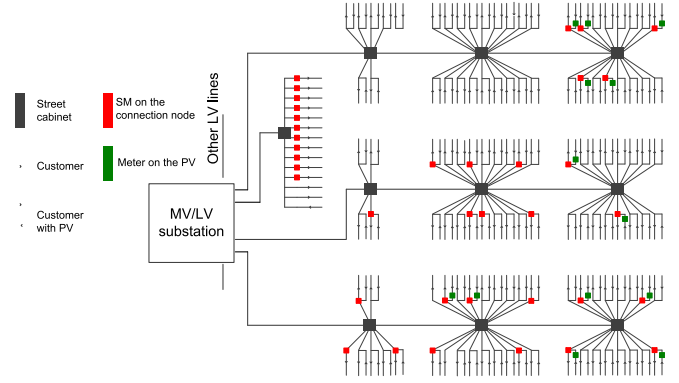 Street
cabinet
SM on the
connection node
Customer
Meter on the PV
Customer
with PV
Other LV lines
MV/LV
substation